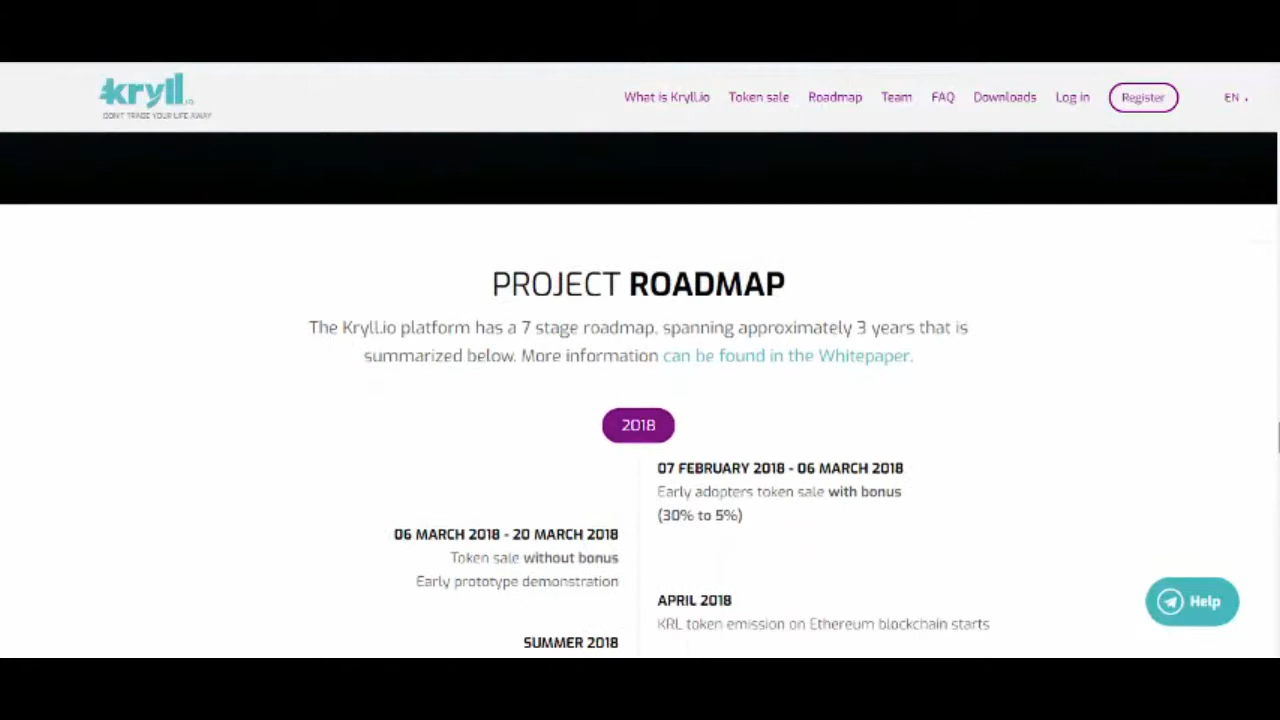 kryll.io
DON'T TRADE YOUR LIFE AWAY
What is Kryll.io Token sale Roadmap Team FAQ Downloads Log in Register EN
PROJECT ROADMAP
The Kryll.io platform has a 7 stage roadmap, spanning approximately 3 years that is
summarized below. More information can be found in the Whitepaper.
2018
07 FEBRUARY 2018 - 06 MARCH 2018
Early adopters token sale with bonus
(30% to 5%)
06 MARCH 2018 - 20 MARCH 2018
Token sale without bonus
Early prototype demonstration
APRIL 2018
KRL token emission on Ethereum blockchain starts
SUMMER 2018
Help